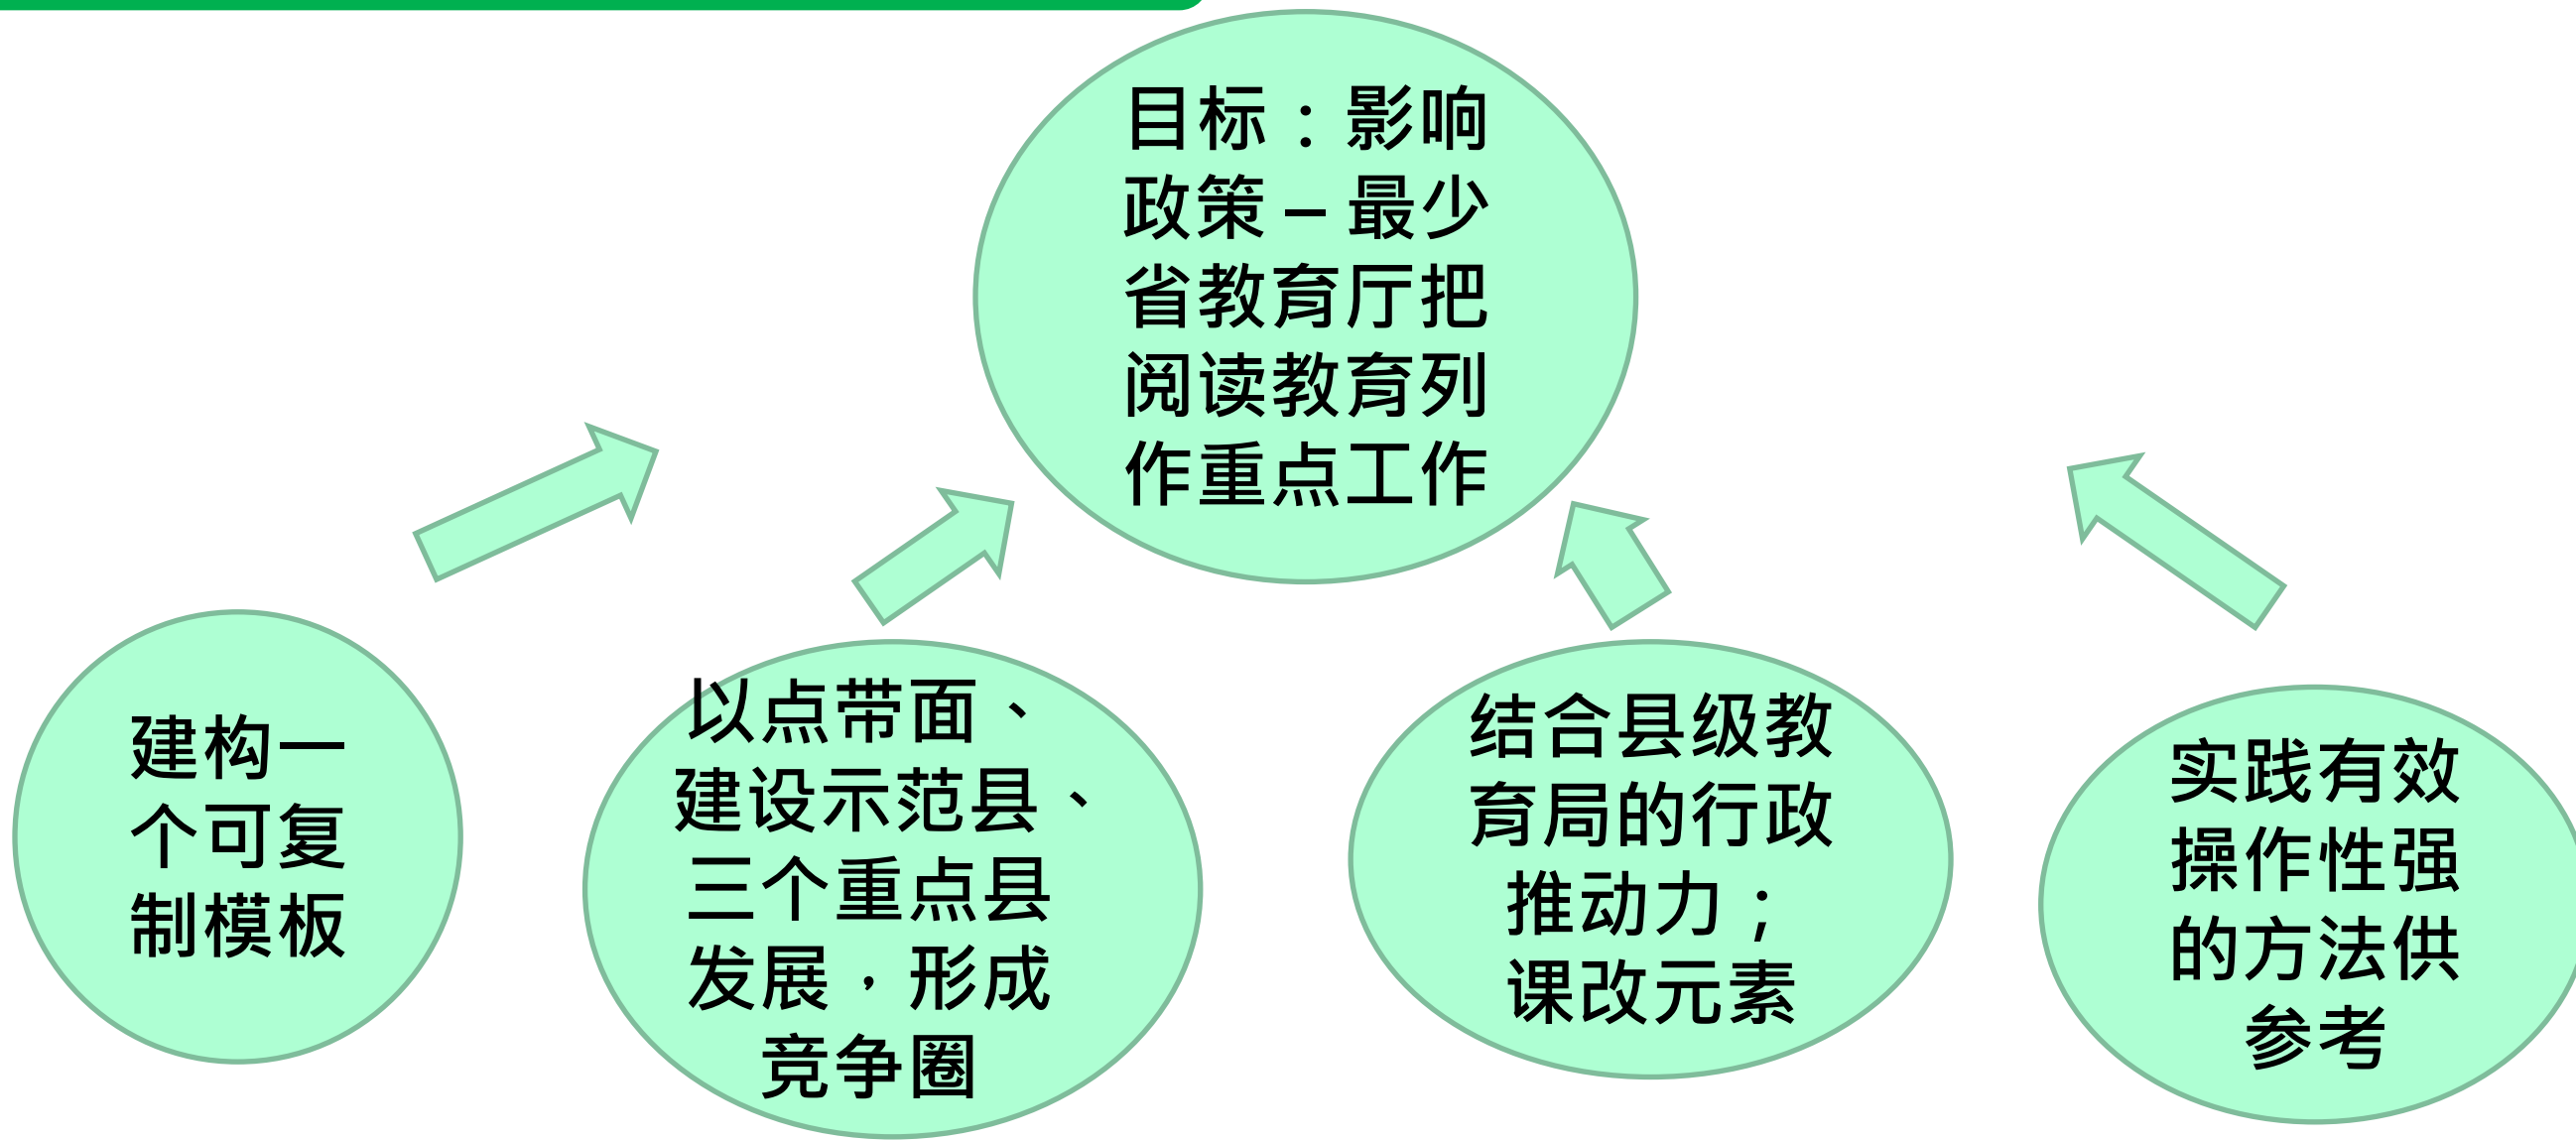 目标：影响
政策–最少
省教育厅把
阅读教育列
作重点工作
建构一
个可复
制模板
以点带面、
建设示范县、
三个重点县
发展，形成
竞争圈
结合县级教
育局的行政
推动力；
课改元素
实践有效
操作性强
的方法供
参考